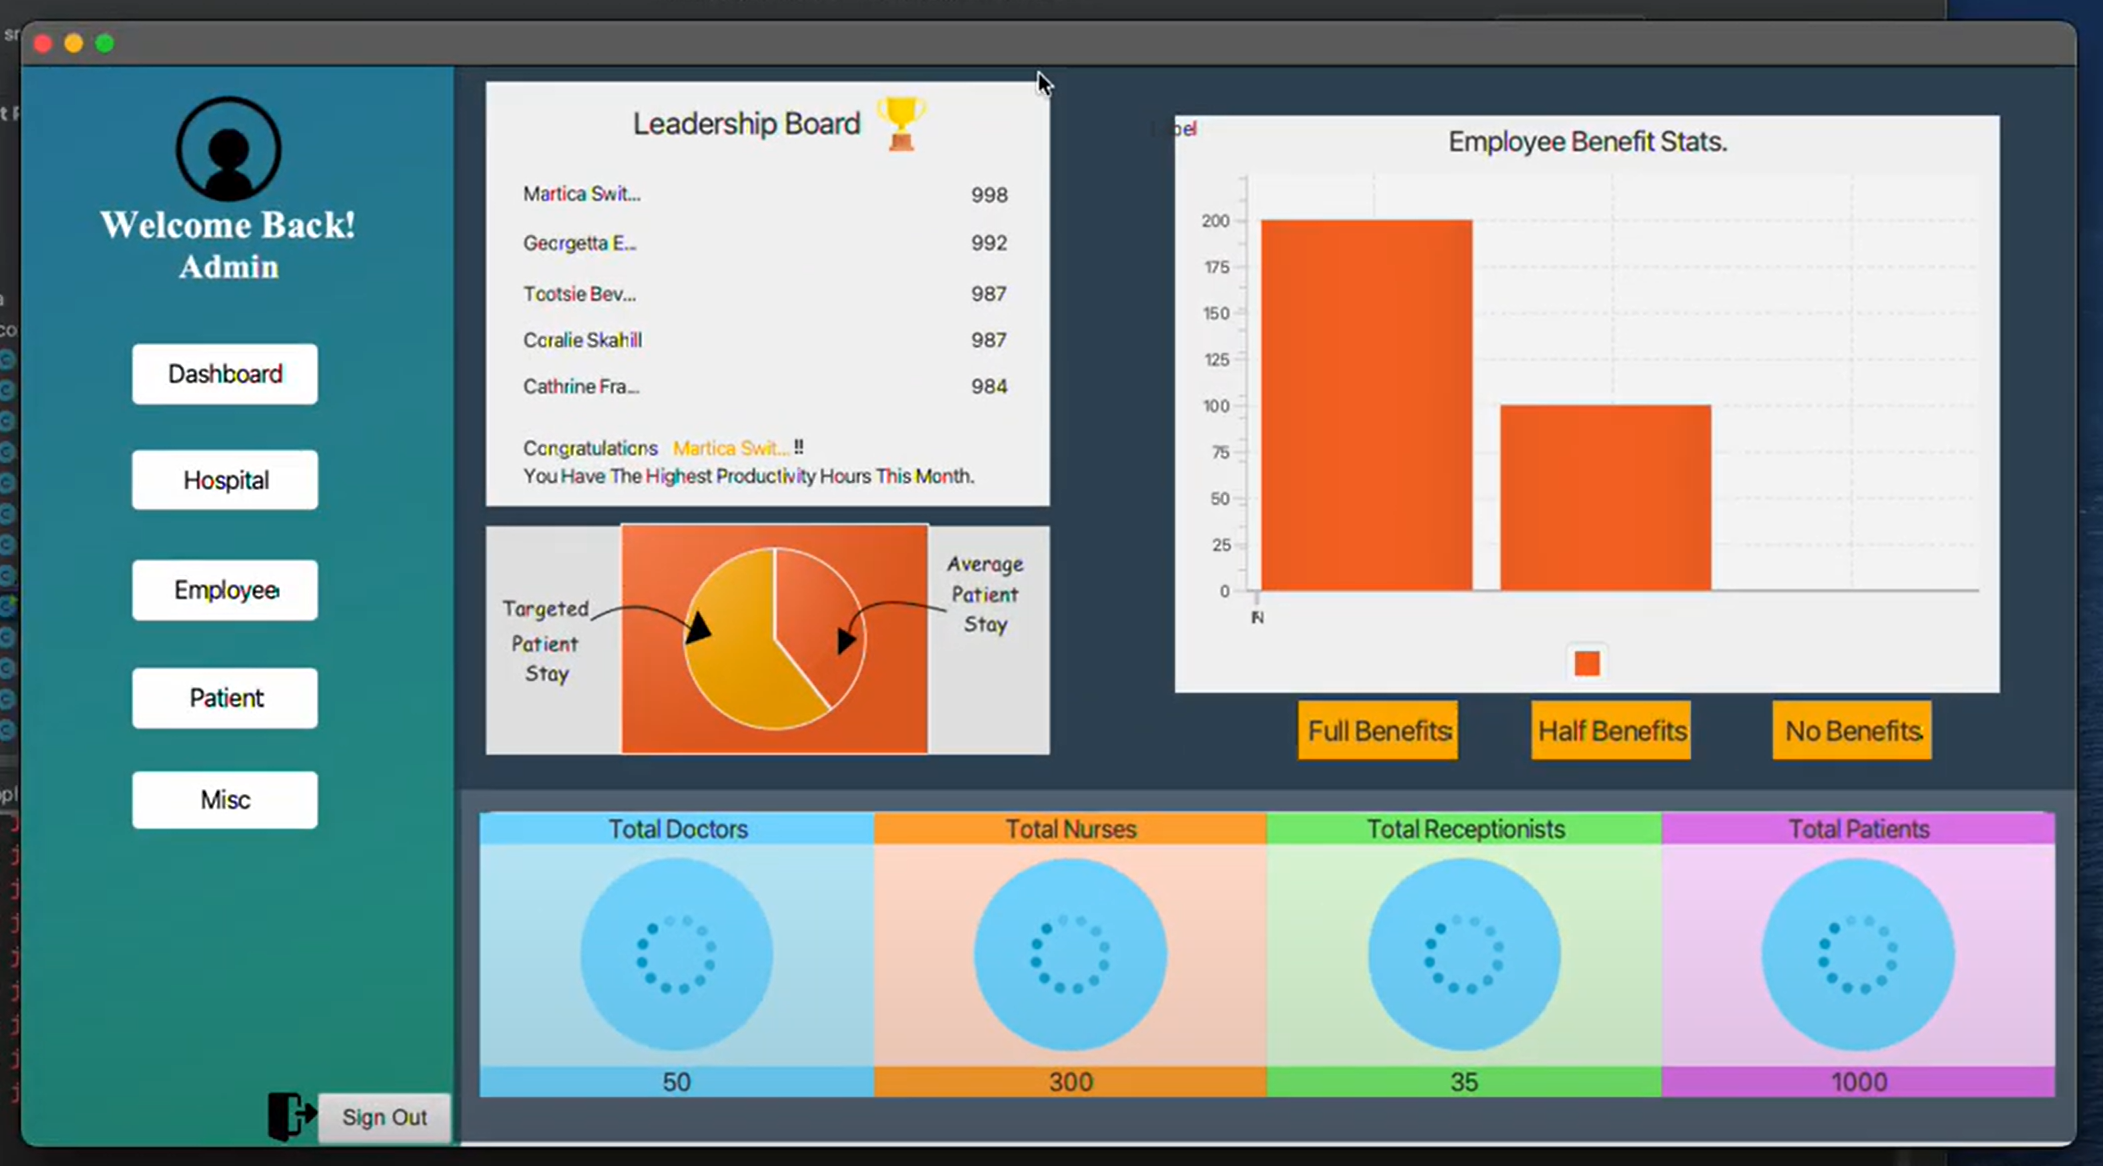 Welcome Back!
Admin
Dashboard
Hospital
Employee
Patient
Misc
Sign Out
Leadership Board
Martica Swit... 998
Georgetta E... 992
Tootsie Bev... 987
Coralie Skahill 987
Cathrine Fra... 984
Congratulations Martica Swit... !!
You Have The Highest Productivity Hours This Month.
Targeted
Patient
Stay
Average
Patient
Stay
Employee Benefit Stats.
200
175
150
125
100
75
50
25
0
Full Benefits
Half Benefits
No Benefits
Total Doctors
50
Total Nurses
300
Total Receptionists
35
Total Patients
1000